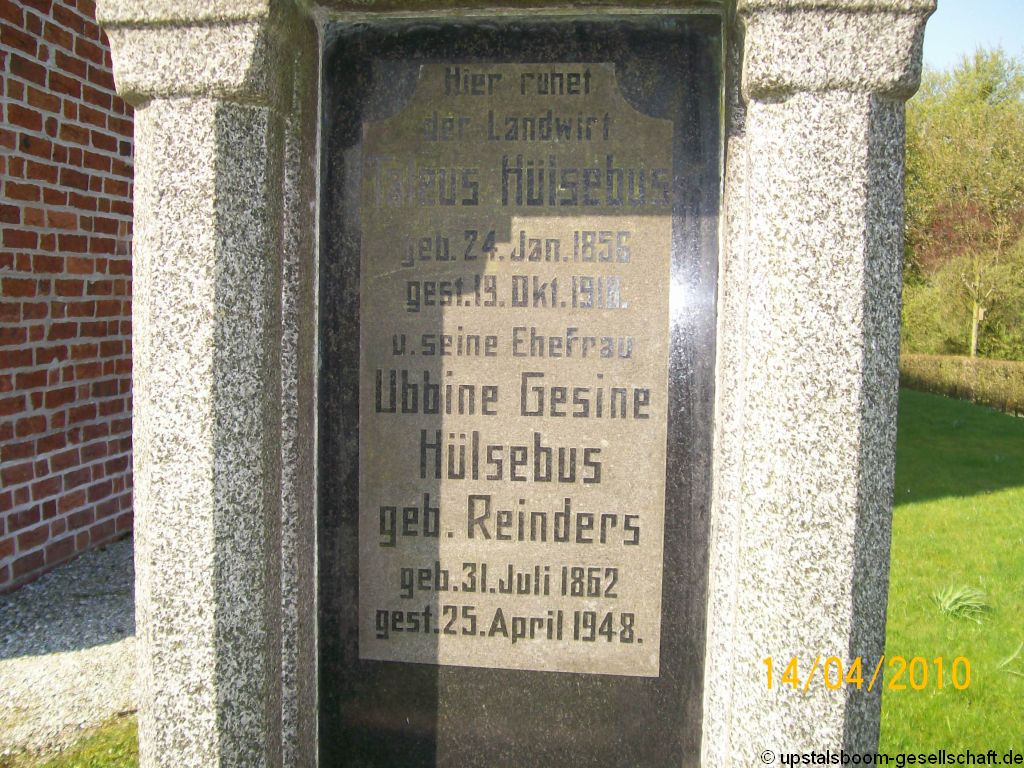 Hier ruhet
der Landwirt
Hülsebus
geb. 24. Jan. 1856
gest. 19. Okt. 1918.
u. seine Ehefrau
Ubbine Gesine
Hülsebus
geb. Reinders
geb. 31. Juli 1862
gest. 25. April 1948.
14/04/2010
© upstalsboom-gesellschaft.de